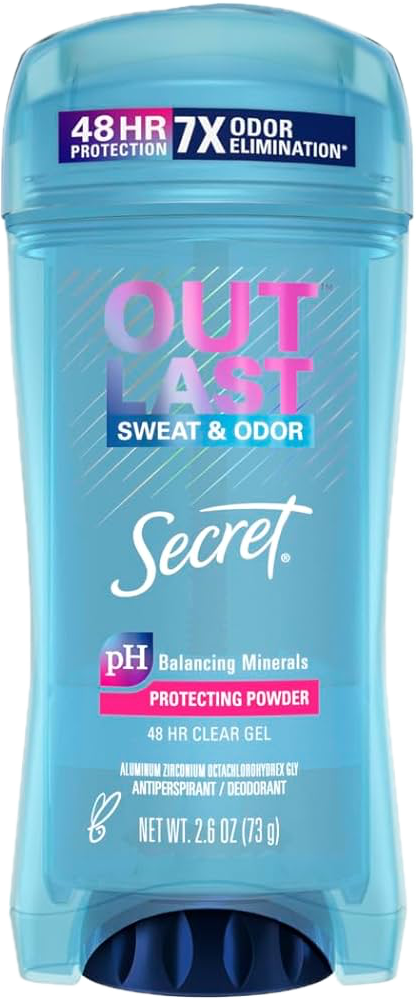 48 HR
PROTECTION
7X ODOR
ELIMINATION*
OUT™
LAST
SWEAT & ODOR
Secret®
pH Balancing Minerals
PROTECTING POWDER
48 HR CLEAR GEL
ALUMINUM ZIRCONIUM OCTACHLOROHYDREX GLY
ANTIPERSPIRANT / DEODORANT
NET WT. 2.6 OZ (73 g)